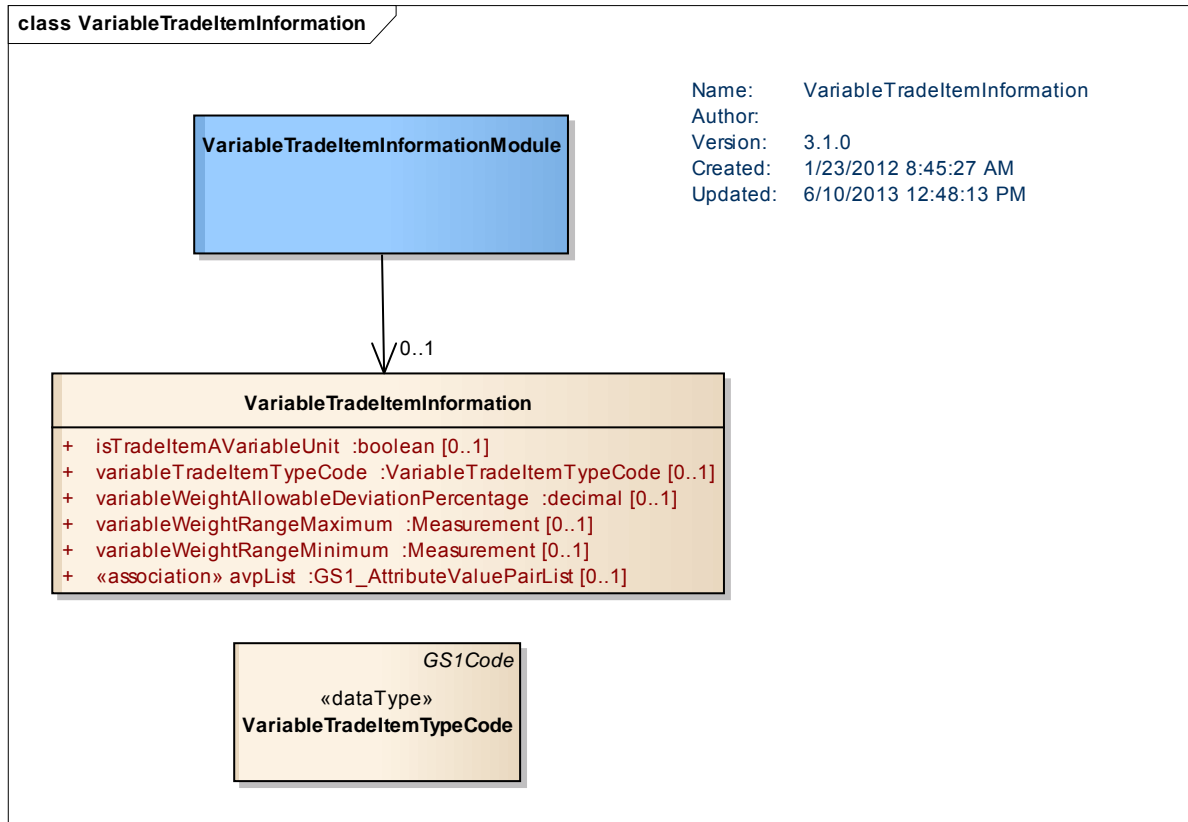 class VariableTradeItemInformation
Name: VariableTradeItemInformation
Author:
Version: 3.1.0
Created: 1/23/2012 8:45:27 AM
Updated: 6/10/2013 12:48:13 PM
VariableTradeItemInformationModule
0..1
VariableTradeItemInformation
+ isTradeItemAVariableUnit :boolean [0..1]
+ variableTradeItemTypeCode :VariableTradeItemTypeCode [0..1]
+ variableWeightAllowableDeviationPercentage :decimal [0..1]
+ variableWeightRangeMaximum :Measurement [0..1]
+ variableWeightRangeMinimum :Measurement [0..1]
+ «association» avpList :GS1_AttributeValuePairList [0..1]
GS1Code
«dataType»
VariableTradeItemTypeCode